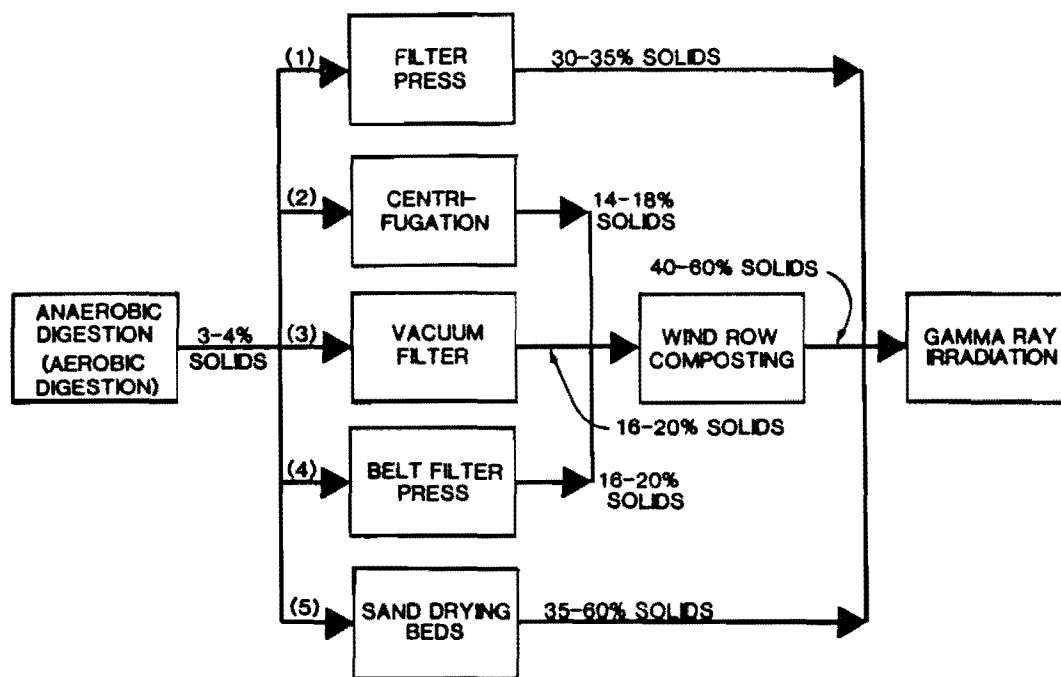 (1)
FILTER
PRESS
30-35% SOLIDS
(2)
CENTRI-
FUGATION
14-18%
SOLIDS
40-60% SOLIDS
ANAEROBIC
DIGESTION
(AEROBIC
DIGESTION)
3-4%
SOLIDS
(3)
VACUUM
FILTER
WIND ROW
COMPOSTING
GAMMA RAY
IRRADIATION
16-20% SOLIDS
(4)
BELT FILTER
PRESS
16-20%
SOLIDS
(5)
SAND DRYING
BEDS
35-60% SOLIDS